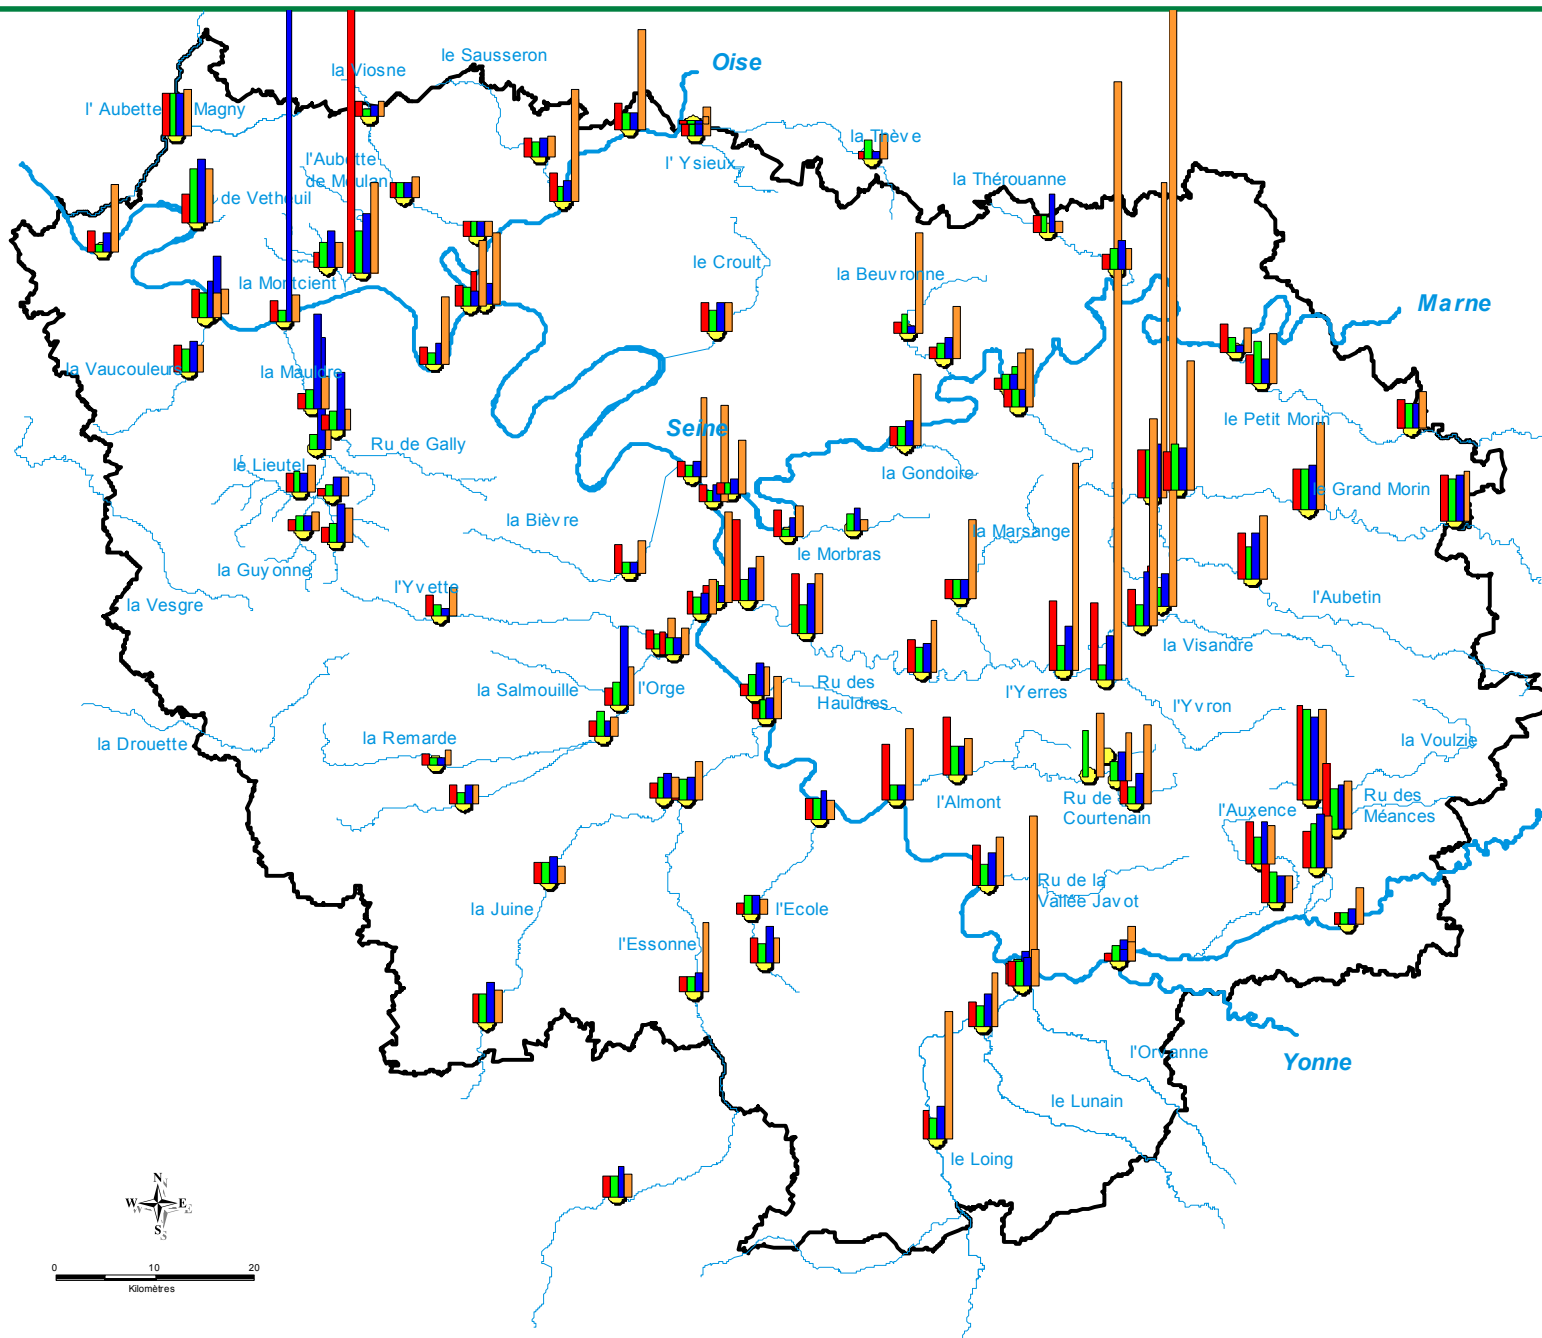 Oise
le Sausseron
la Viosne
l' Aubette
Magny
la Thève
l'Aubette
de Meulan
l' Ysieux
la Thérouanne
de Vetheuil
le Croult
la Beuvronne
la Montcient
Marne
la Vaucouleurs
la Mauldre
le Petit Morin
Seine
Ru de Gally
le Lieutel
la Gondoire
le Grand Morin
la Bièvre
la Marsange
le Morbras
la Guyonne
l'Yvette
l'Aubetin
la Vesgre
la Visandre
la Salmouille
l'Orge
Ru des
Hauldres
l'Yerres
l'Yvron
la Drouette
la Remarde
la Voulzie
l'Almont
Ru de
Courtenain
l'Auxence
Ru des
Méances
Ru de la
Vallée Javot
la Juine
l'Ecole
l'Essonne
l'Orvanne
Yonne
le Lunain
le Loing
N
W E
S
0 10 20
Kilomètres